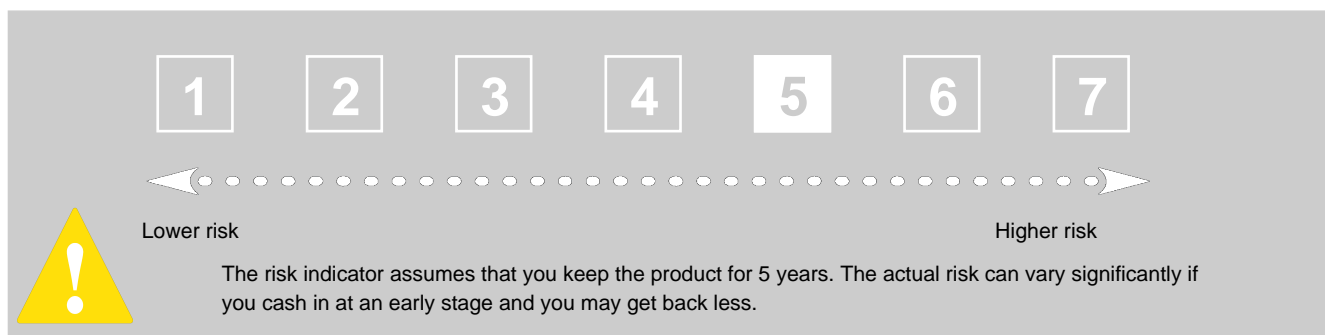 1 2 3 4 5 6 7
Lower risk Higher risk
!
The risk indicator assumes that you keep the product for 5 years. The actual risk can vary significantly if
you cash in at an early stage and you may get back less.